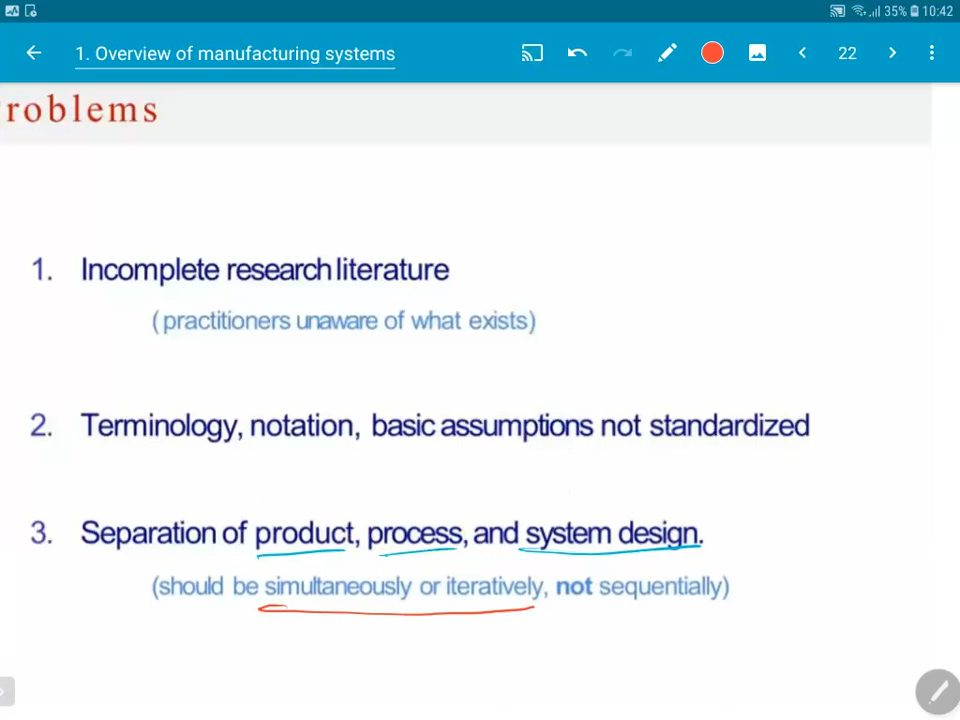 35% 10:42
1. Overview of manufacturing systems
22
roblems
1. Incomplete research literature
(practitioners unaware of what exists)
2. Terminology, notation, basic assumptions not standardized
3. Separation of product, process, and system design.
(should be simultaneously or iteratively, not sequentially)